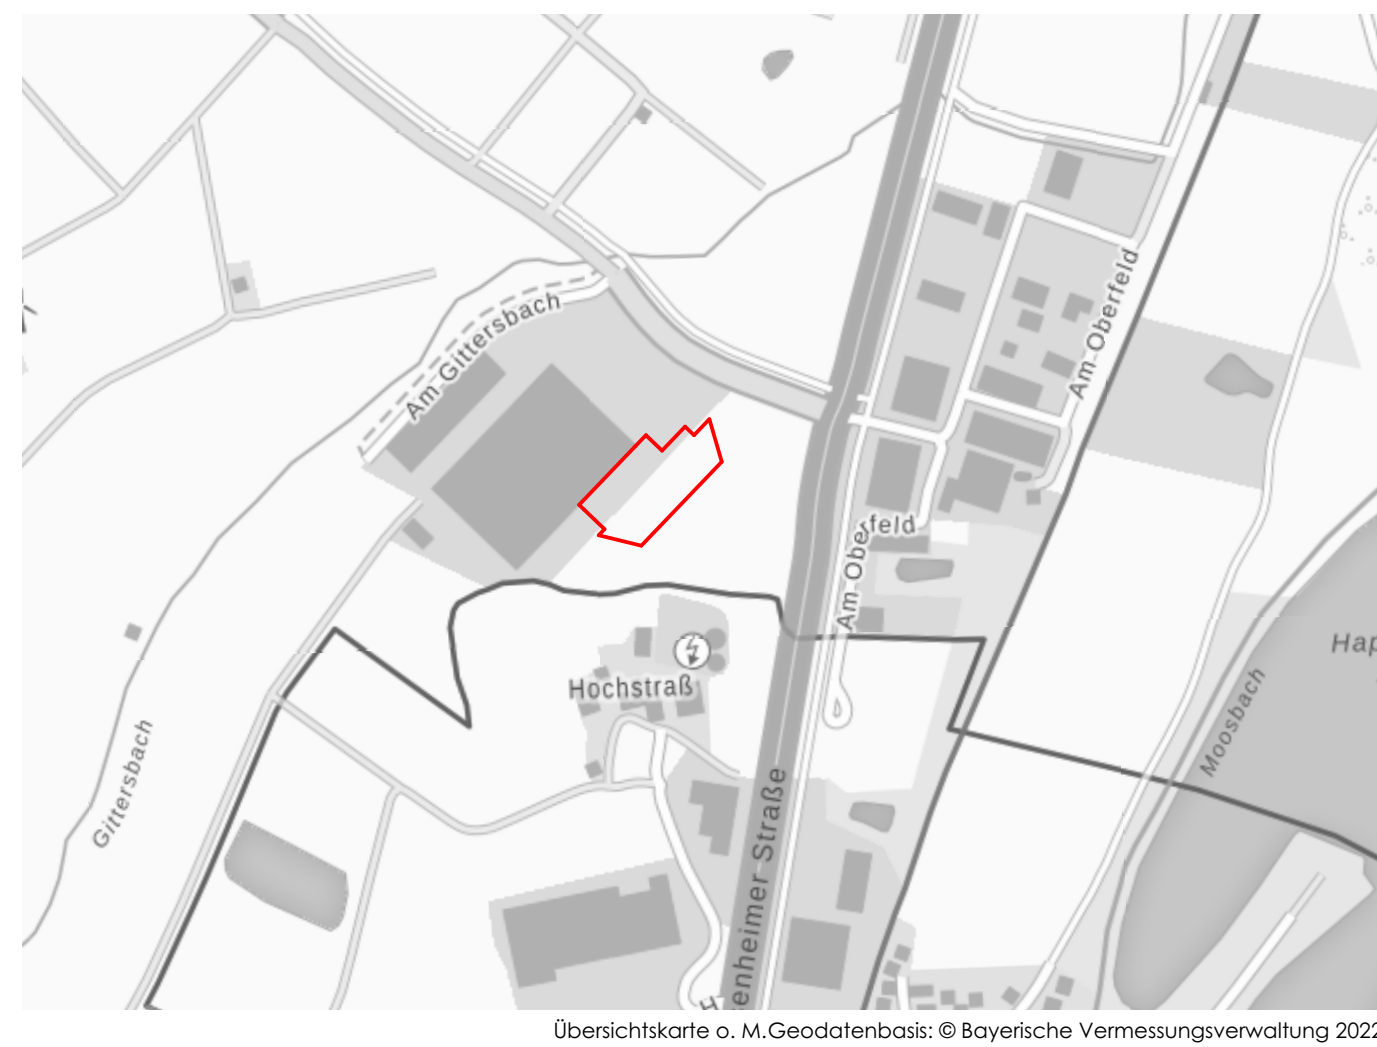 Am Gittersbach
Am Oberfeld
Am Oberfeld
Hochstraß
Hap
Moosbach
Gittersbach
enheimer Straße
H
Übersichtskarte o. M.Geodatenbasis: © Bayerische Vermessungsverwaltung 2022